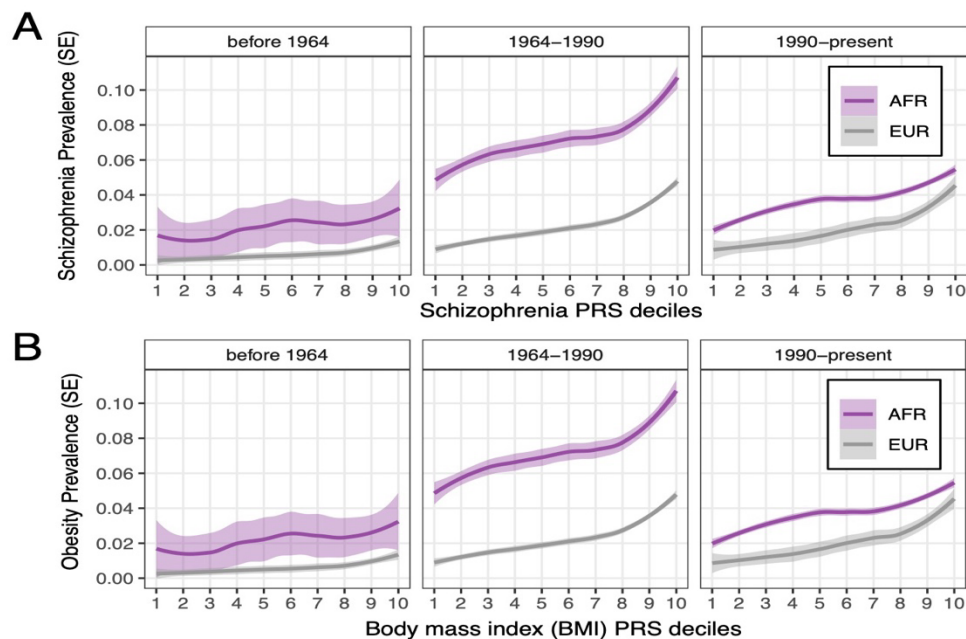 A
before 1964 1964−1990 1990−present
Schizophrenia Prevalence (SE)
0.10
0.08
0.06
0.04
0.02
0.00
AFR
EUR
1 2 3 4 5 6 7 8 9 10 1 2 3 4 5 6 7 8 9 10 1 2 3 4 5 6 7 8 9 10
Schizophrenia PRS deciles
B
before 1964 1964−1990 1990−present
Obesity Prevalence (SE)
0.10
0.08
0.06
0.04
0.02
0.00
AFR
EUR
1 2 3 4 5 6 7 8 9 10 1 2 3 4 5 6 7 8 9 10 1 2 3 4 5 6 7 8 9 10
Body mass index (BMI) PRS deciles